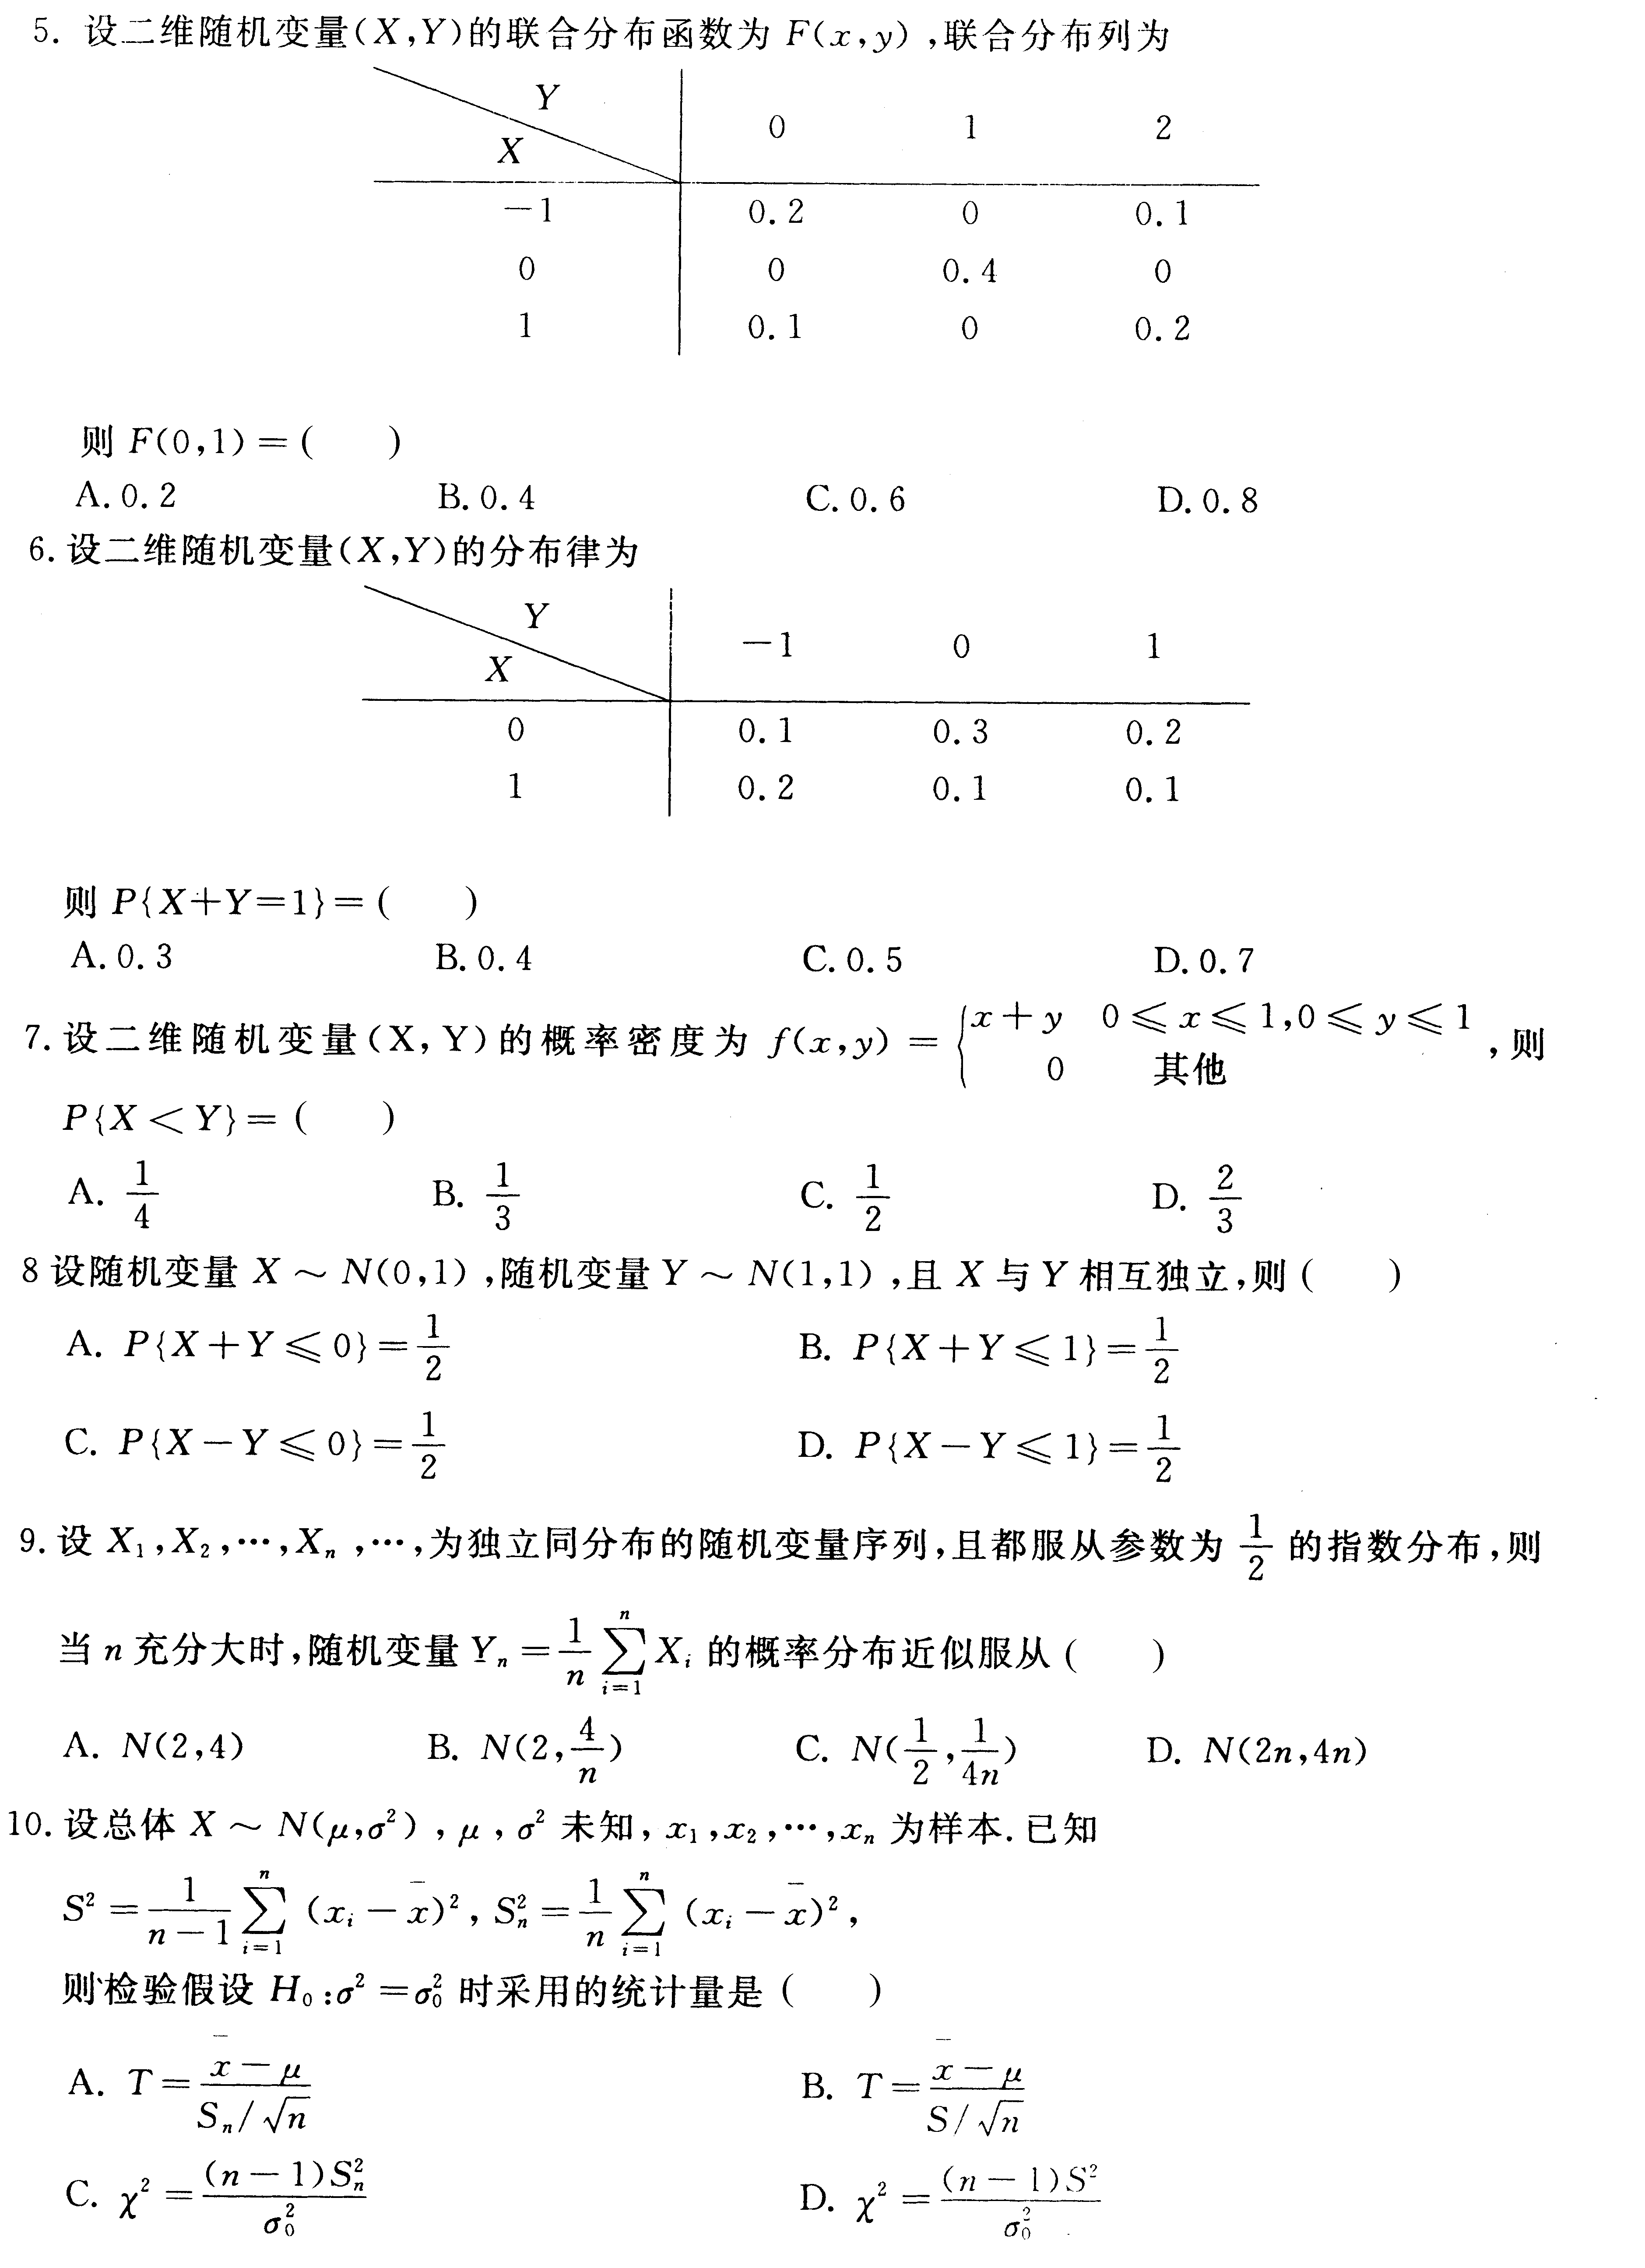 5. 设二维随机变量(X,Y)的联合分布函数为 F(x,y) ,联合分布列为
Y
X
0 1 2
-1 0.2 0 0.1
0 0 0.4 0
1 0.1 0 0.2
则 F(0,1)=( )
A. 0.2 B. 0.4 C. 0.6 D. 0.8
6. 设二维随机变量(X,Y)的分布律为
Y
X
-1 0 1
0 0.1 0.3 0.2
1 0.2 0.1 0.1
则 P{X+Y=1}=( )
A. 0.3 B. 0.4 C. 0.5 D. 0.7
7. 设二维随机变量(X,Y)的概率密度为 f(x,y) = { x+y 0≤x≤1,0≤y≤1 ; 0 其他 ,则
P{X<Y}=( )
A. 1/4 B. 1/3 C. 1/2 D. 2/3
8 设随机变量 X ~ N(0,1) ,随机变量 Y ~ N(1,1) ,且 X 与 Y 相互独立,则 ( )
A. P{X+Y≤0}=1/2 B. P{X+Y≤1}=1/2
C. P{X-Y≤0}=1/2 D. P{X-Y≤1}=1/2
9. 设 X₁,X₂,…,Xₙ,…,为独立同分布的随机变量序列,且都服从参数为 1/2 的指数分布,则
当 n 充分大时,随机变量 Yₙ = 1/n ∑ᵢ₌₁ⁿ Xᵢ 的概率分布近似服从 ( )
A. N(2,4) B. N(2,4/n) C. N(1/2,1/4n) D. N(2n,4n)
10. 设总体 X ~ N(μ,σ²) , μ , σ² 未知, x₁,x₂,…,xₙ 为样本. 已知
S² = 1/(n-1) ∑ᵢ₌₁ⁿ (xᵢ - x̄)² , Sₙ² = 1/n ∑ᵢ₌₁ⁿ (xᵢ - x̄)² ,
则检验假设 H₀:σ² = σ₀² 时采用的统计量是 ( )
A. T = (x̄ - μ)/(Sₙ/√n) B. T = (x̄ - μ)/(S/√n)
C. χ² = (n-1)Sₙ²/σ₀² D. χ² = (n-1)S²/σ₀²